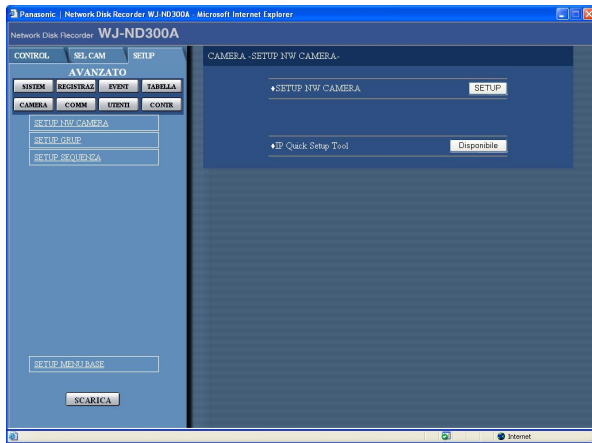 Panasonic | Network Disk Recorder WJ-ND300A - Microsoft Internet Explorer
Network Disk Recorder WJ-ND300A
CONTROL SEL CAM SETUP
AVANZATO
SISTEM REGISTRAZ EVENT TABELLA
CAMERA COMM UTENTI CONTR
SETUP NW CAMERA
SETUP GRUP
SETUP SEQUENZA
SETUP MENU BASE
SCARICA
CAMERA -SETUP NW CAMERA-
♦SETUP NW CAMERA SETUP
♦IP Quick Setup Tool Disponibile
Internet